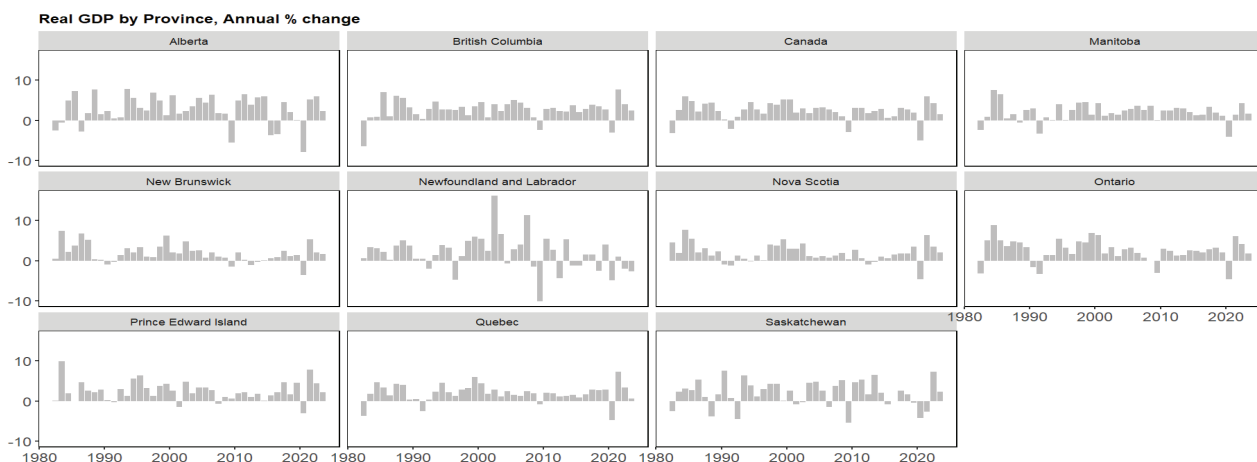 Real GDP by Province, Annual % change
Alberta
British Columbia
Canada
Manitoba
10
0
-10
New Brunswick
Newfoundland and Labrador
Nova Scotia
Ontario
10
0
-10
1980 1990 2000 2010 2020
Prince Edward Island
Quebec
Saskatchewan
10
0
-10
1980 1990 2000 2010 2020 1980 1990 2000 2010 2020 1980 1990 2000 2010 2020